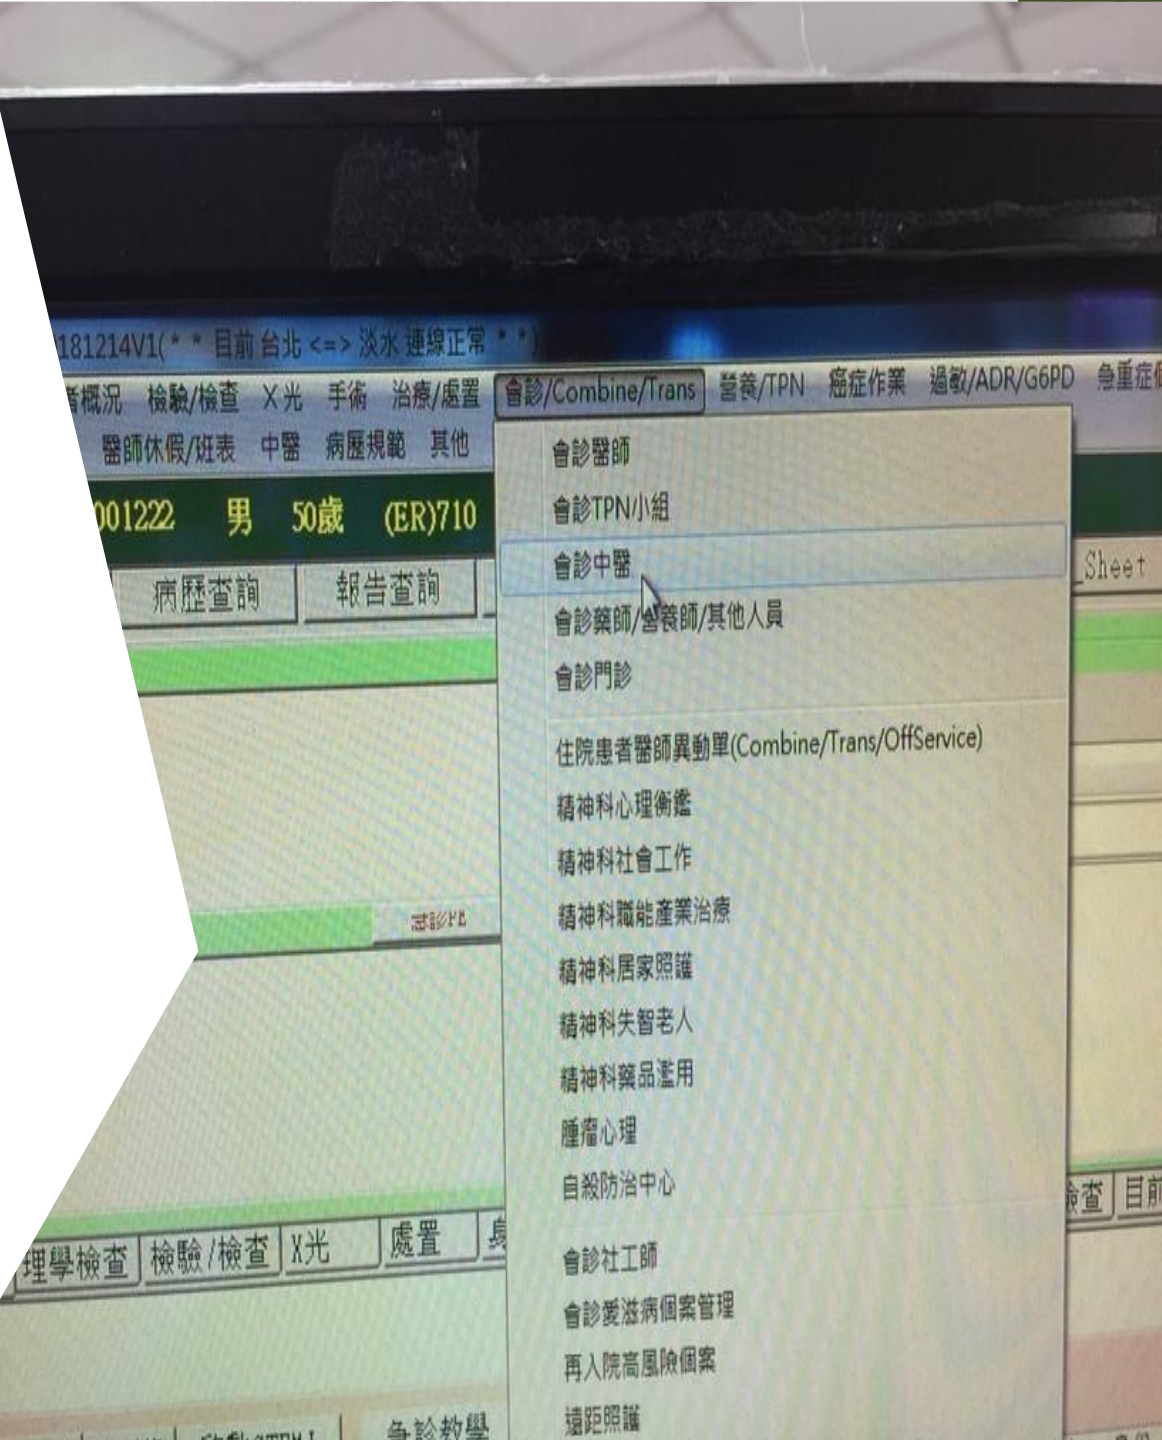 181214V1( * * 目前 台北 <=> 淡水 連線正常 * * )
者概況 檢驗/檢查 X光 手術 治療/處置 會診/Combine/Trans 營養/TPN 癌症作業 過敏/ADR/G6PD 急重症
醫師休假/班表 中醫 病歷規範 其他
001222 男 50歲 (ER)710
病歷查詢 報告查詢
會診醫師
會診TPN小組
會診中醫
會診藥師/營養師/其他人員
會診門診
住院患者醫師異動單(Combine/Trans/OffService)
精神科心理衡鑑
精神科社會工作
精神科職能產業治療
精神科居家照護
精神科失智老人
精神科藥品濫用
腫瘤心理
自殺防治中心
會診社工師
會診愛滋病個案管理
再入院高風險個案
遠距照護
_Sheet
檢查 目前
理學檢查 檢驗/檢查 X光 處置
急診教學